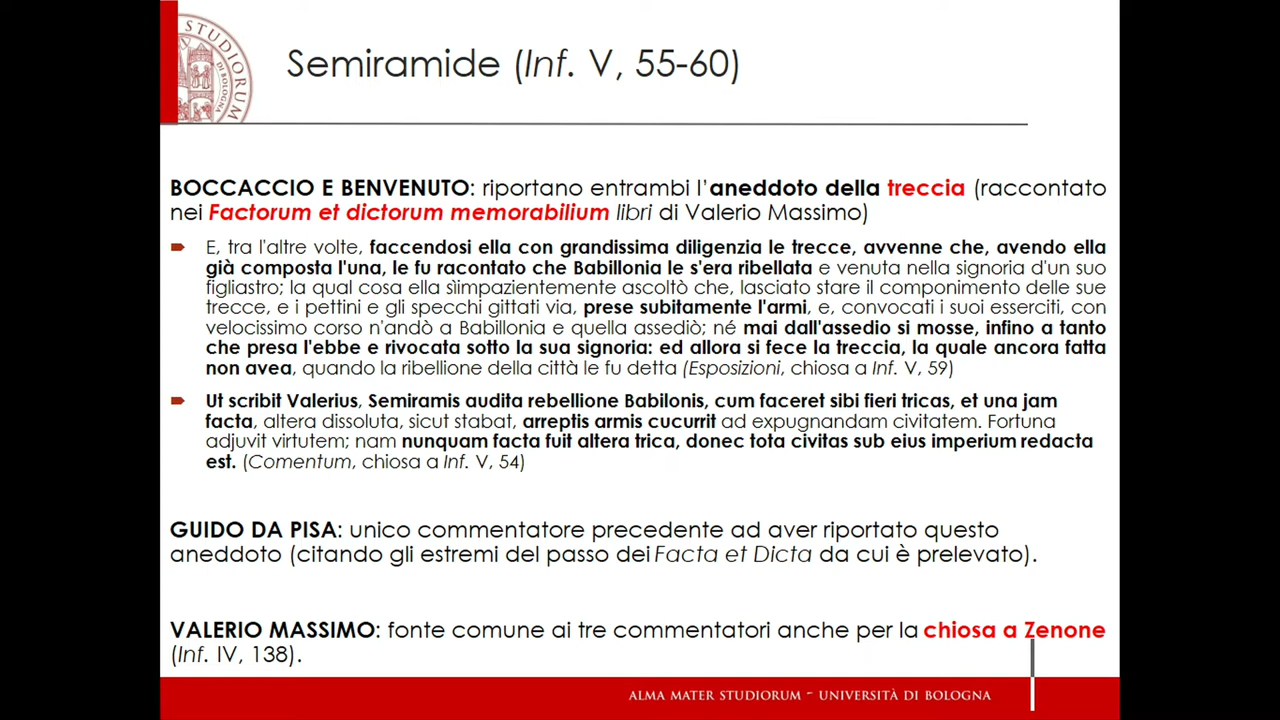 STUDIORUM
DI BOLOGNA
Semiramide (Inf. V, 55-60)
BOCCACCIO E BENVENUTO: riportano entrambi l'aneddoto della treccia (raccontato
nei Factorum et dictorum memorabilium libri di Valerio Massimo)
E, tra l'altre volte, faccendosi ella con grandissima diligenzia le trecce, avvenne che, avendo ella
già composta l'una, le fu racontato che Babillonia le s'era ribellata e venuta nella signoria d'un suo
figliastro; la qual cosa ella sìimpazientemente ascoltò che, lasciato stare il componimento delle sue
trecce, e i pettini e gli specchi gittati via, prese subitamente l'armi, e, convocati i suoi esserciti, con
velocissimo corso n'andò a Babillonia e quella assediò; né mai dall'assedio si mosse, infino a tanto
che presa l'ebbe e rivocata sotto la sua signoria: ed allora si fece la treccia, la quale ancora fatta
non avea, quando la ribellione della città le fu detta (Esposizioni, chiosa a Inf. V, 59)
Ut scribit Valerius, Semiramis audita rebellione Babilonis, cum faceret sibi fieri tricas, et una jam
facta, altera dissoluta, sicut stabat, arreptis armis cucurrit ad expugnandam civitatem. Fortuna
adjuvit virtutem; nam nunquam facta fuit altera trica, donec tota civitas sub eius imperium redacta
est. (Comentum, chiosa a Inf. V, 54)
GUIDO DA PISA: unico commentatore precedente ad aver riportato questo
aneddoto (citando gli estremi del passo dei Facta et Dicta da cui è prelevato).
VALERIO MASSIMO: fonte comune ai tre commentatori anche per la chiosa a Zenone
(Inf. IV, 138).
ALMA MATER STUDIORUM ~ UNIVERSITÀ DI BOLOGNA